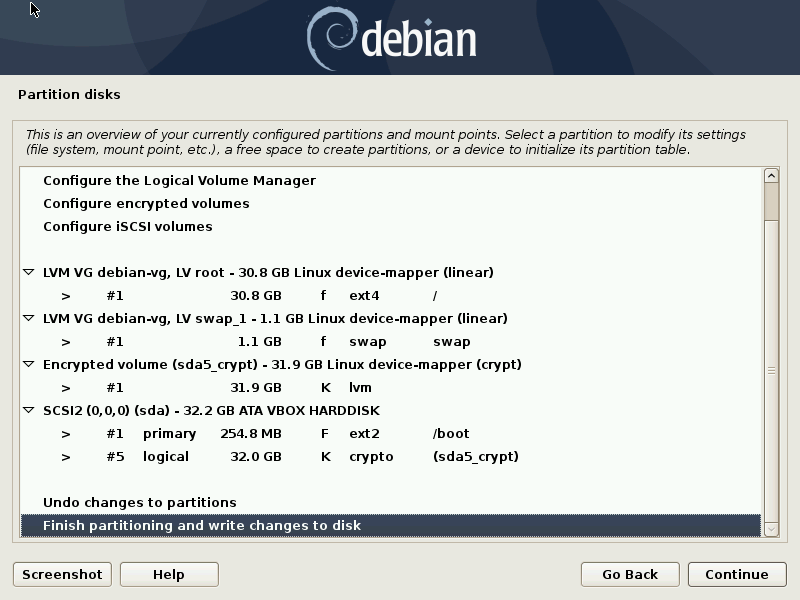 debian
Partition disks
This is an overview of your currently configured partitions and mount points. Select a partition to modify its settings
(file system, mount point, etc.), a free space to create partitions, or a device to initialize its partition table.
Configure the Logical Volume Manager
Configure encrypted volumes
Configure iSCSI volumes
LVM VG debian-vg, LV root - 30.8 GB Linux device-mapper (linear)
> #1 30.8 GB f ext4 /
LVM VG debian-vg, LV swap_1 - 1.1 GB Linux device-mapper (linear)
> #1 1.1 GB f swap swap
Encrypted volume (sda5_crypt) - 31.9 GB Linux device-mapper (crypt)
> #1 31.9 GB K lvm
SCSI2 (0,0,0) (sda) - 32.2 GB ATA VBOX HARDDISK
> #1 primary 254.8 MB F ext2 /boot
> #5 logical 32.0 GB K crypto (sda5_crypt)
Undo changes to partitions
Finish partitioning and write changes to disk
Screenshot Help Go Back Continue